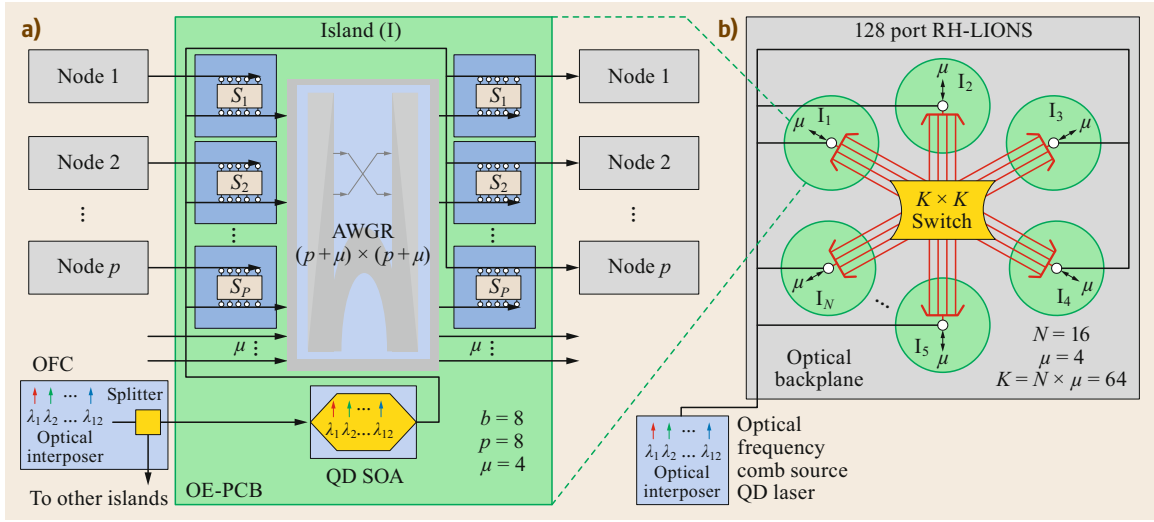 a)
Island (I)
Node 1
S1
S1
Node 1
Node 2
S2
S2
Node 2
...
...
...
...
AWGR
(p + μ) × (p + μ)
Node p
SP
SP
Node p
μ ...
μ ...
OFC
Splitter
λ1 λ2 ... λ12
Optical
interposer
To other islands
λ1 λ2... λ12
QD SOA
b = 8
p = 8
μ = 4
OE-PCB
b)
128 port RH-LIONS
μ
I2
μ
I1
μ
I3
K × K
Switch
μ
IN
...
μ
I4
I5
μ
N = 16
μ = 4
K = N × μ = 64
Optical
backplane
...
λ1 λ2 λ12
Optical
interposer
Optical
frequency
comb source
QD laser